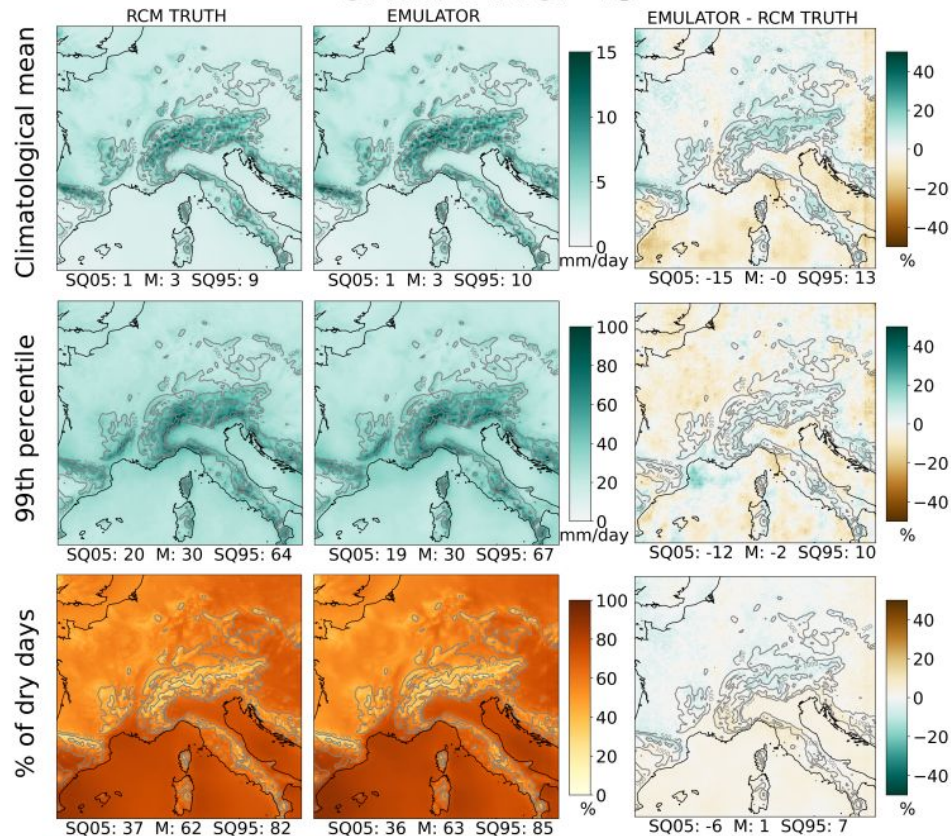 RCM TRUTH
EMULATOR
EMULATOR - RCM TRUTH
Climatological mean
15
10
5
0
mm/day
40
20
0
−20
−40
%
SQ05: 1 M: 3 SQ95: 9
SQ05: 1 M: 3 SQ95: 10
SQ05: -15 M: -0 SQ95: 13
99th percentile
100
80
60
40
20
0
mm/day
40
20
0
−20
−40
%
SQ05: 20 M: 30 SQ95: 64
SQ05: 19 M: 30 SQ95: 67
SQ05: -12 M: -2 SQ95: 10
% of dry days
100
80
60
40
20
0
%
40
20
0
−20
−40
%
SQ05: 37 M: 62 SQ95: 82
SQ05: 36 M: 63 SQ95: 85
SQ05: -6 M: 1 SQ95: 7